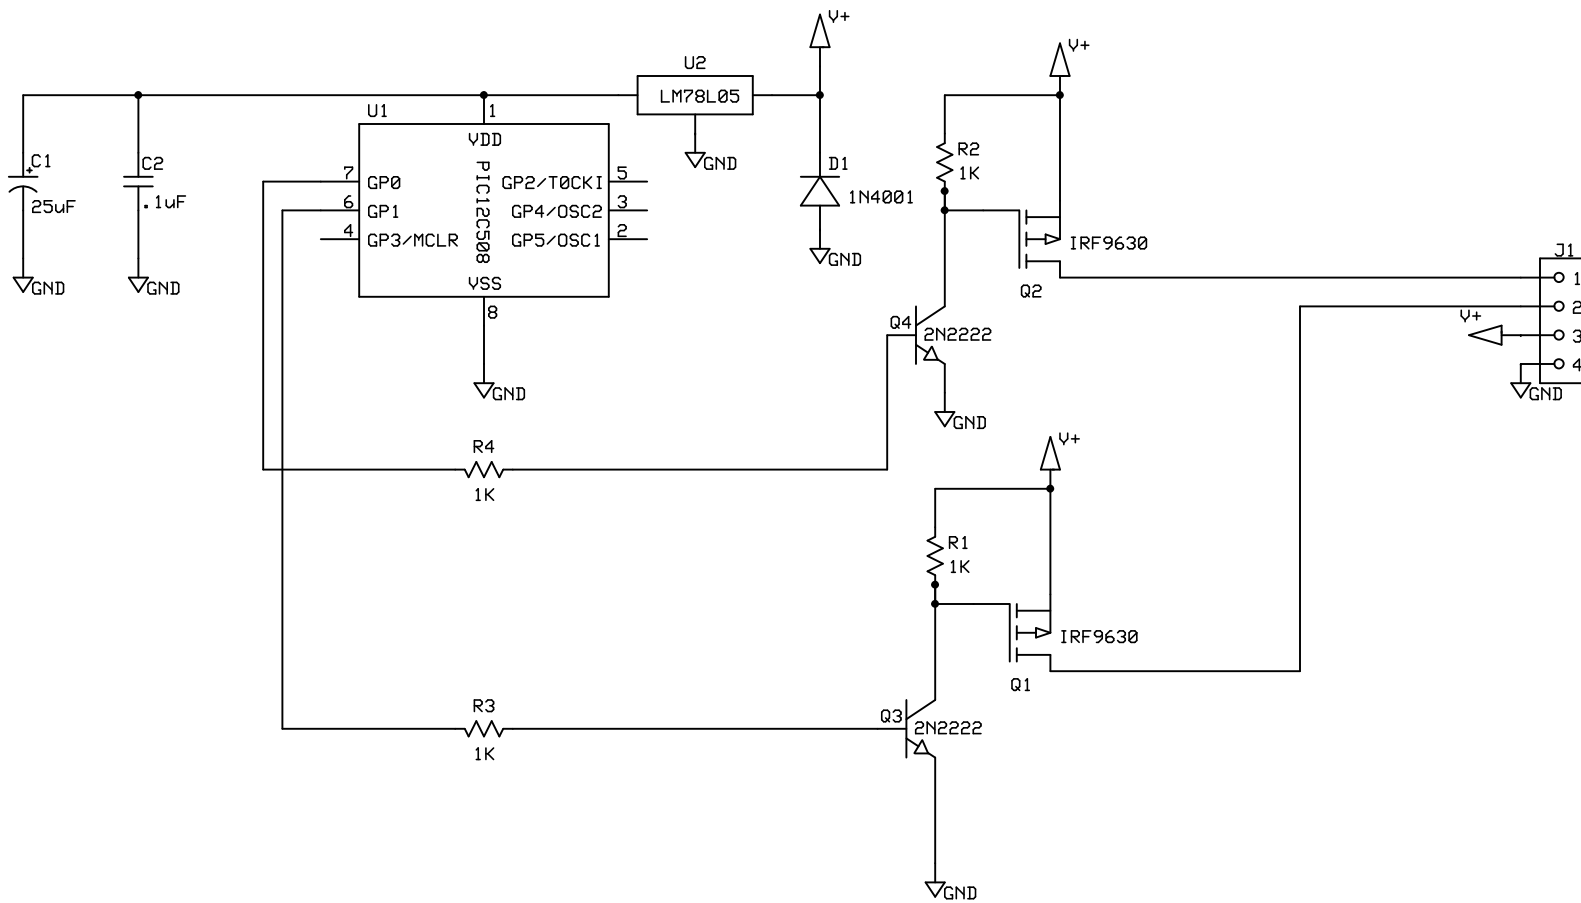 V+
V+
U2
LM78L05
U1
1
VDD
C1
+
25uF
C2
.1uF
GND
D1
1N4001
R2
1K
7
GP0
PIC12C508
GP2/T0CKI
5
6
GP1
GP4/OSC2
3
4
GP3/MCLR
GP5/OSC1
2
IRF9630
J1
GND
GND
GND
VSS
8
Q2
1
2
V+
3
4
GND
Q4
2N2222
GND
GND
R4
1K
V+
R1
1K
IRF9630
Q1
R3
1K
Q3
2N2222
GND